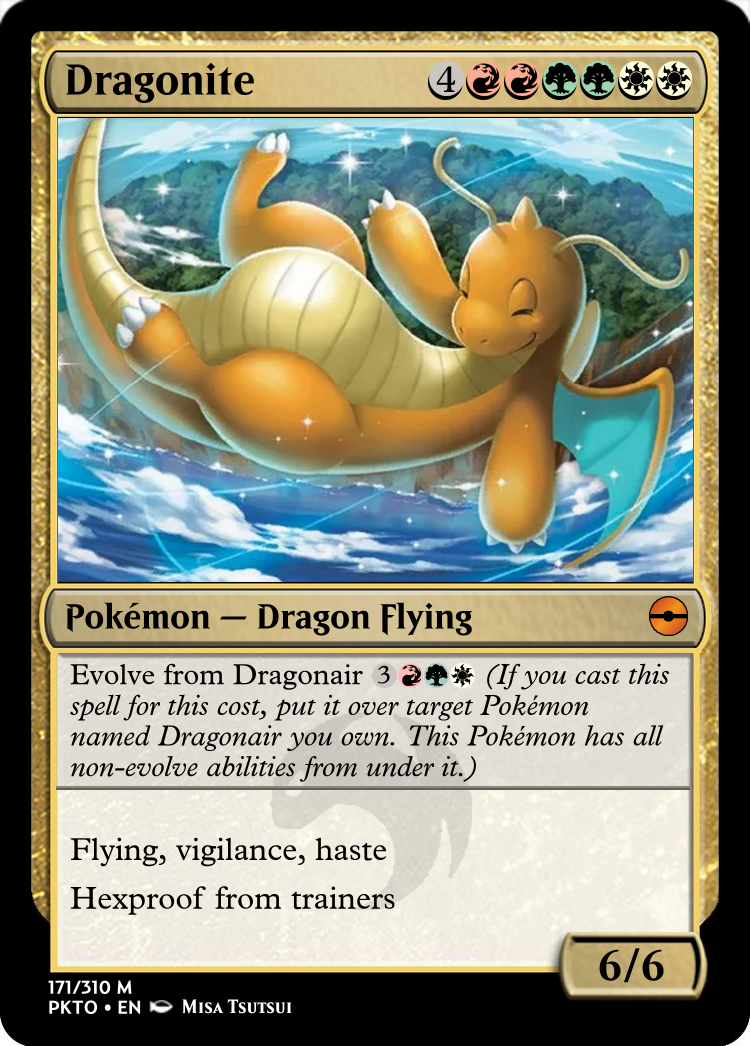 Dragonite 4
Pokémon — Dragon Flying
Evolve from Dragonair 3 (If you cast this
spell for this cost, put it over target Pokémon
named Dragonair you own. This Pokémon has all
non-evolve abilities from under it.)
Flying, vigilance, haste
Hexproof from trainers
6/6
171/310 M
PKTO • EN Misa Tsutsui